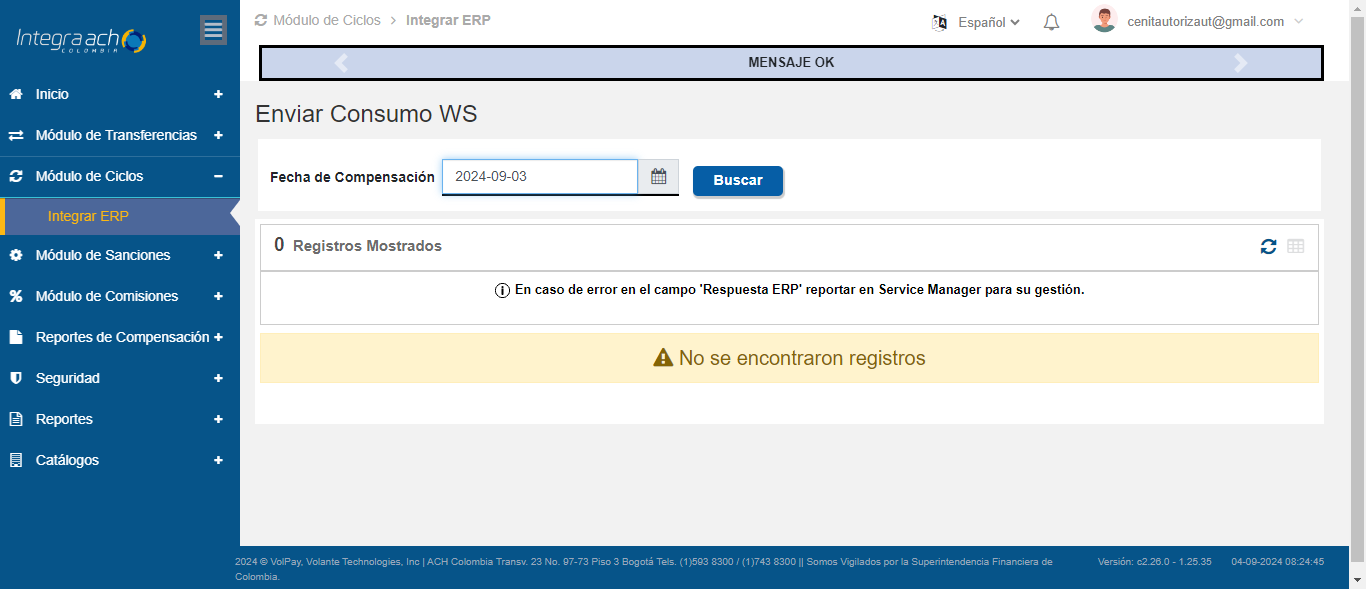 Integra ach
COLOMBIA
Módulo de Ciclos > Integrar ERP
Español
cenitautorizaut@gmail.com
MENSAJE OK
Inicio +
Módulo de Transferencias +
Módulo de Ciclos −
Integrar ERP
Módulo de Sanciones +
Módulo de Comisiones +
Reportes de Compensación +
Seguridad +
Reportes +
Catálogos +
Enviar Consumo WS
Fecha de Compensación 2024-09-03 Buscar
0 Registros Mostrados
En caso de error en el campo 'Respuesta ERP' reportar en Service Manager para su gestión.
No se encontraron registros
2024 © VolPay, Volante Technologies, Inc | ACH Colombia Transv. 23 No. 97-73 Piso 3 Bogotá Tels. (1)593 8300 / (1)743 8300 || Somos Vigilados por la Superintendencia Financiera de
Colombia.
Versión: c2.26.0 - 1.25.35 04-09-2024 08:24:45